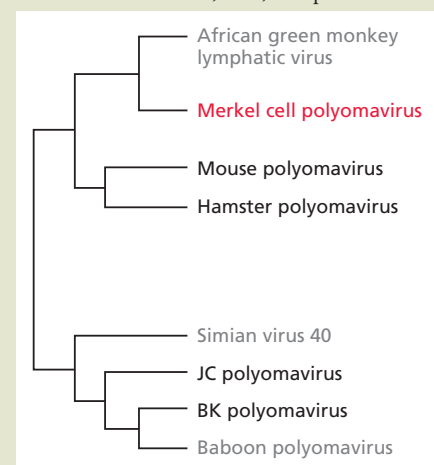 African green monkey
lymphatic virus
Merkel cell polyomavirus
Mouse polyomavirus
Hamster polyomavirus
Simian virus 40
JC polyomavirus
BK polyomavirus
Baboon polyomavirus